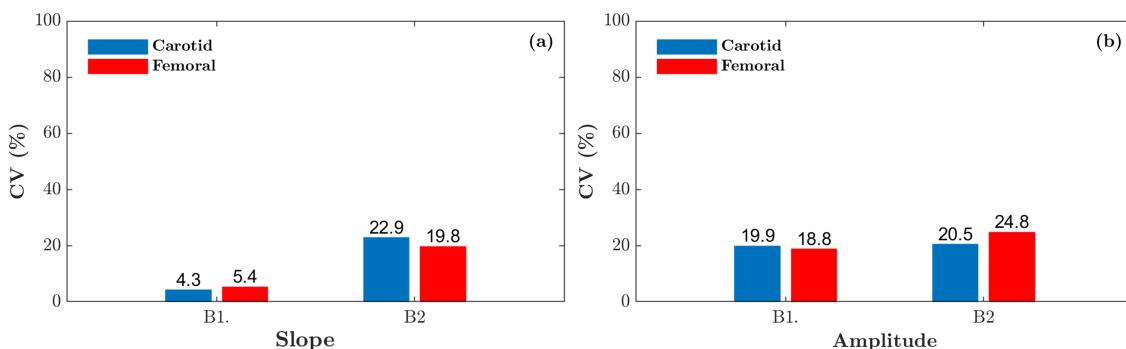 100
80
60
40
20
0
CV (%)
(a)
Carotid
Femoral
4.3
5.4
22.9
19.8
B1.
B2
Slope
100
80
60
40
20
0
CV (%)
(b)
Carotid
Femoral
19.9
18.8
20.5
24.8
B1.
B2
Amplitude